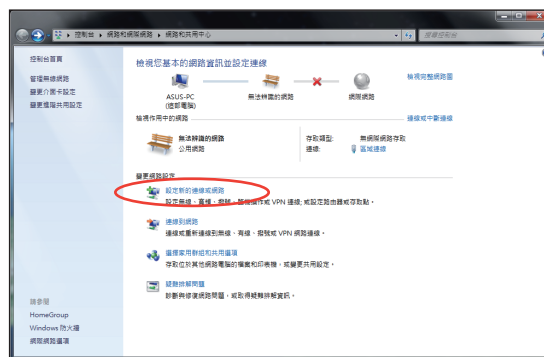 控制台 ▸ 網路和網際網路 ▸ 網路和共用中心
搜尋控制台
控制台首頁
管理無線網路
變更介面卡設定
變更進階共用設定
檢視您基本的網路資訊並設定連線
檢視完整網路圖
ASUS-PC
(這部電腦)
無法辨識的網路
網際網路
檢視作用中的網路
連線或中斷連線
無法辨識的網路
公用網路
存取類型:
無網際網路存取
連線:
區域連線
變更網路設定
設定新的連線或網路
設定無線、寬頻、撥號、臨機操作或 VPN 連線; 或設定路由器或存取點。
連線到網路
連線或重新連線到無線、有線、撥號或 VPN 網路連線。
選擇家用群組和共用選項
存取位於其他網路電腦的檔案和印表機，或變更共用設定。
疑難排解問題
診斷與修復網路問題，或取得疑難排解資訊。
請參閱
HomeGroup
Windows 防火牆
網際網路選項